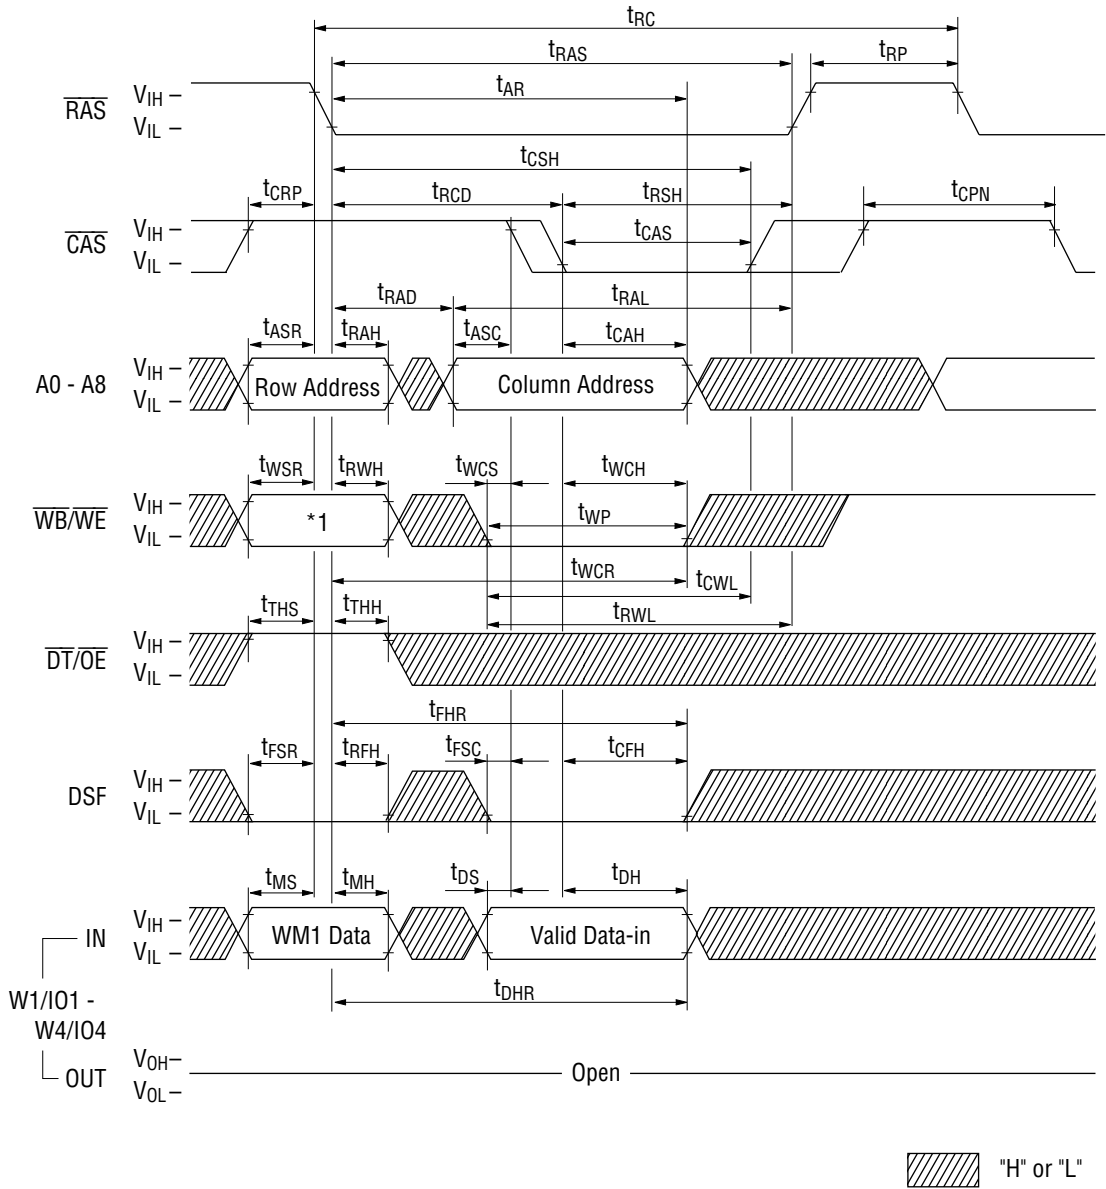 tRC
tRAS
tRP
tAR
RAS
VIH –
VIL –
tCSH
tCRP
tRCD
tRSH
tCPN
CAS
VIH –
VIL –
tCAS
tRAD
tRAL
tASR
tRAH
tASC
tCAH
A0 - A8
VIH –
VIL –
Row Address
Column Address
tWSR
tRWH
tWCS
tWCH
WB/WE
VIH –
VIL –
*1
tWP
tWCR
tCWL
tTHS
tTHH
tRWL
DT/OE
VIH –
VIL –
tFHR
tFSR
tRFH
tFSC
tCFH
DSF
VIH –
VIL –
tMS
tMH
tDS
tDH
IN
VIH –
VIL –
WM1 Data
Valid Data-in
tDHR
W1/IO1 -
W4/IO4
OUT
VOH–
VOL–
Open
"H" or "L"